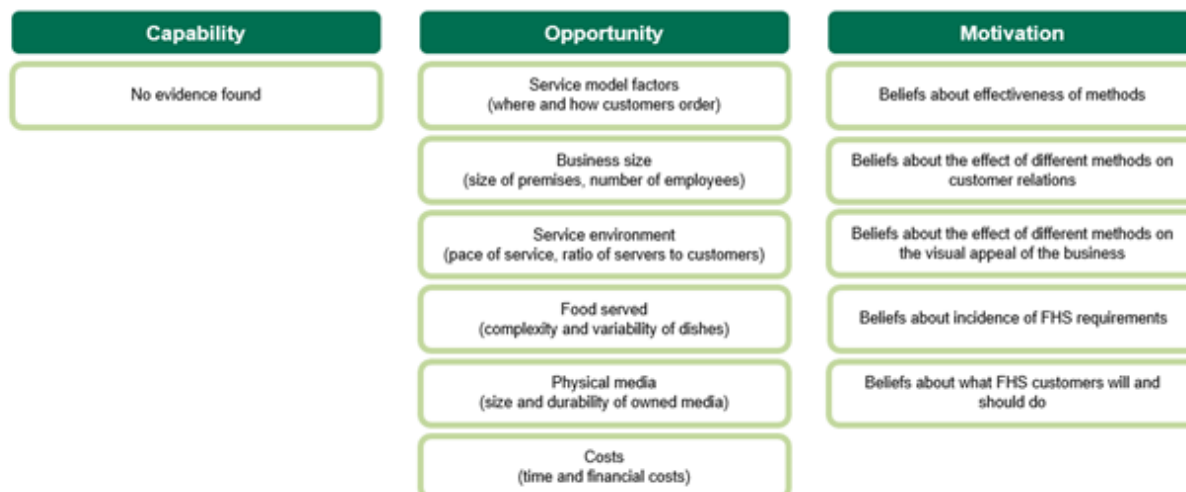 Capability
No evidence found
Opportunity
Service model factors
(where and how customers order)
Business size
(size of premises, number of employees)
Service environment
(pace of service, ratio of servers to customers)
Food served
(complexity and variability of dishes)
Physical media
(size and durability of owned media)
Costs
(time and financial costs)
Motivation
Beliefs about effectiveness of methods
Beliefs about the effect of different methods on
customer relations
Beliefs about the effect of different methods on
the visual appeal of the business
Beliefs about incidence of FHS requirements
Beliefs about what FHS customers will and
should do